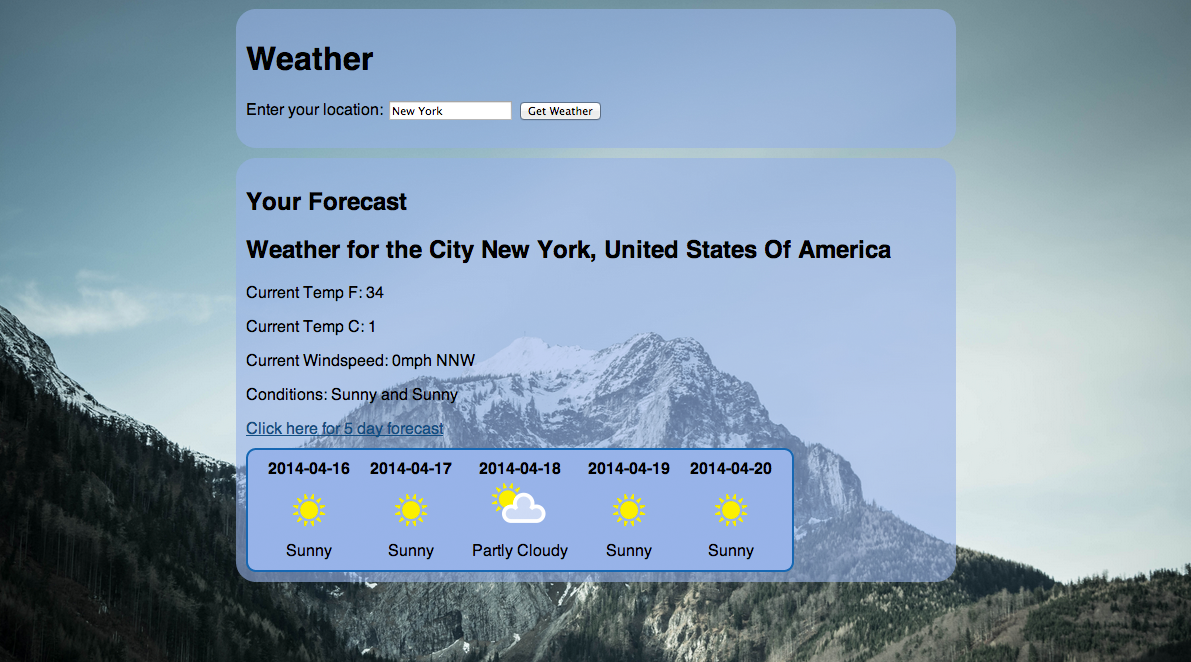 Weather
Enter your location: New York Get Weather
Your Forecast
Weather for the City New York, United States Of America
Current Temp F: 34
Current Temp C: 1
Current Windspeed: 0mph NNW
Conditions: Sunny and Sunny
Click here for 5 day forecast
2014-04-16 2014-04-17 2014-04-18 2014-04-19 2014-04-20
Sunny Sunny Partly Cloudy Sunny Sunny